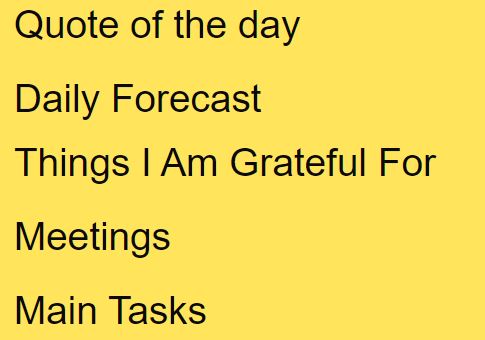 Quote of the day
Daily Forecast
Things I Am Grateful For
Meetings
Main Tasks